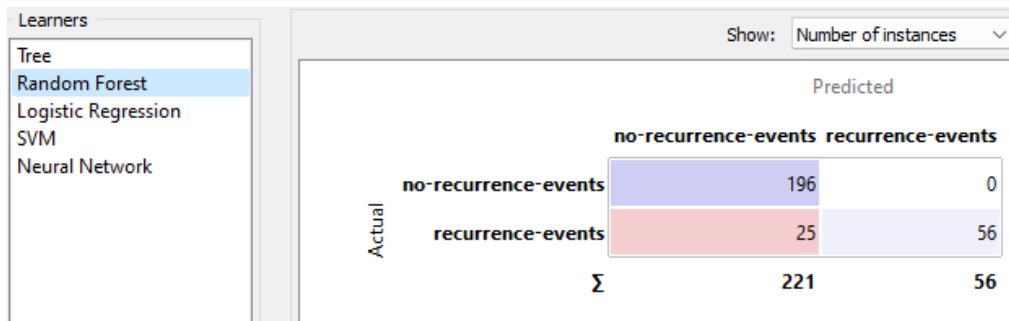 Learners
Tree
Random Forest
Logistic Regression
SVM
Neural Network
Show: Number of instances
Predicted
no-recurrence-events recurrence-events
Actual
no-recurrence-events 196 0
recurrence-events 25 56
Σ 221 56